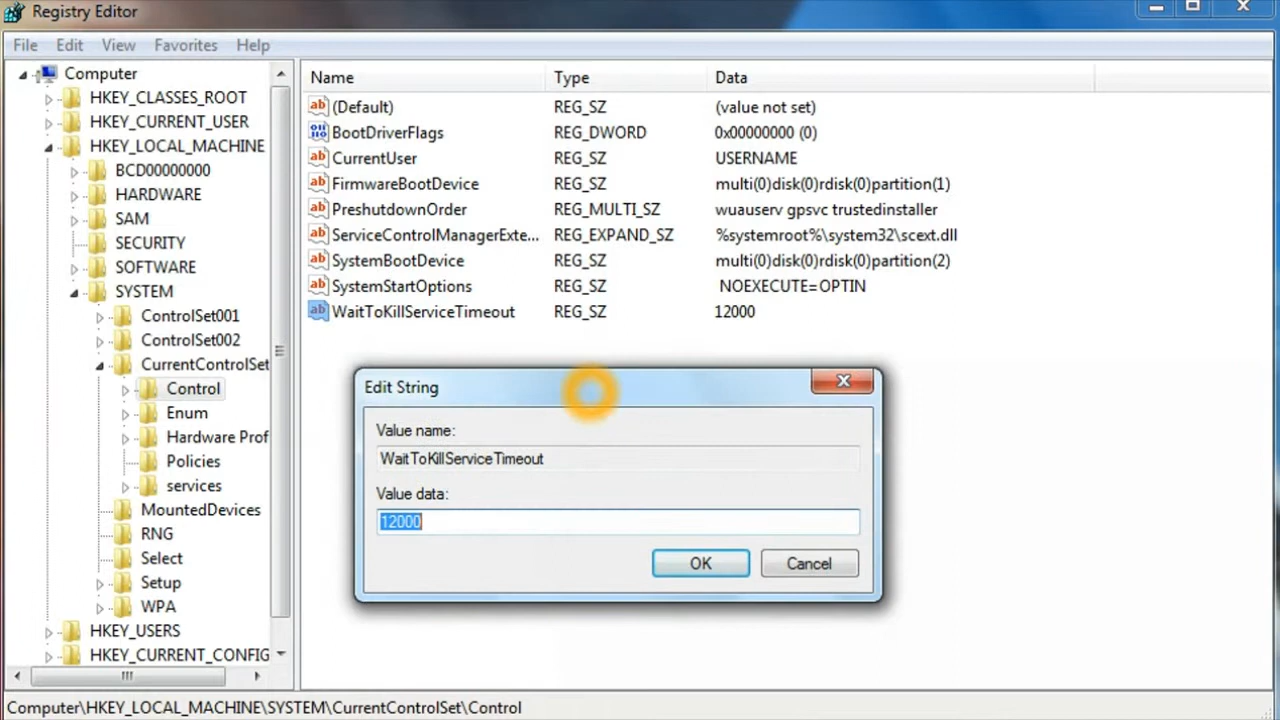 Registry Editor
File Edit View Favorites Help
Computer
HKEY_CLASSES_ROOT
HKEY_CURRENT_USER
HKEY_LOCAL_MACHINE
BCD00000000
HARDWARE
SAM
SECURITY
SOFTWARE
SYSTEM
ControlSet001
ControlSet002
CurrentControlSet
Control
Enum
Hardware Prof
Policies
services
MountedDevices
RNG
Select
Setup
WPA
HKEY_USERS
HKEY_CURRENT_CONFIG
Name Type Data
(Default) REG_SZ (value not set)
BootDriverFlags REG_DWORD 0x00000000 (0)
CurrentUser REG_SZ USERNAME
FirmwareBootDevice REG_SZ multi(0)disk(0)rdisk(0)partition(1)
PreshutdownOrder REG_MULTI_SZ wuauserv gpsvc trustedinstaller
ServiceControlManagerExte... REG_EXPAND_SZ %systemroot%\system32\scext.dll
SystemBootDevice REG_SZ multi(0)disk(0)rdisk(0)partition(2)
SystemStartOptions REG_SZ NOEXECUTE=OPTIN
WaitToKillServiceTimeout REG_SZ 12000
Edit String
Value name:
WaitToKillServiceTimeout
Value data:
12000
OK Cancel
Computer\HKEY_LOCAL_MACHINE\SYSTEM\CurrentControlSet\Control